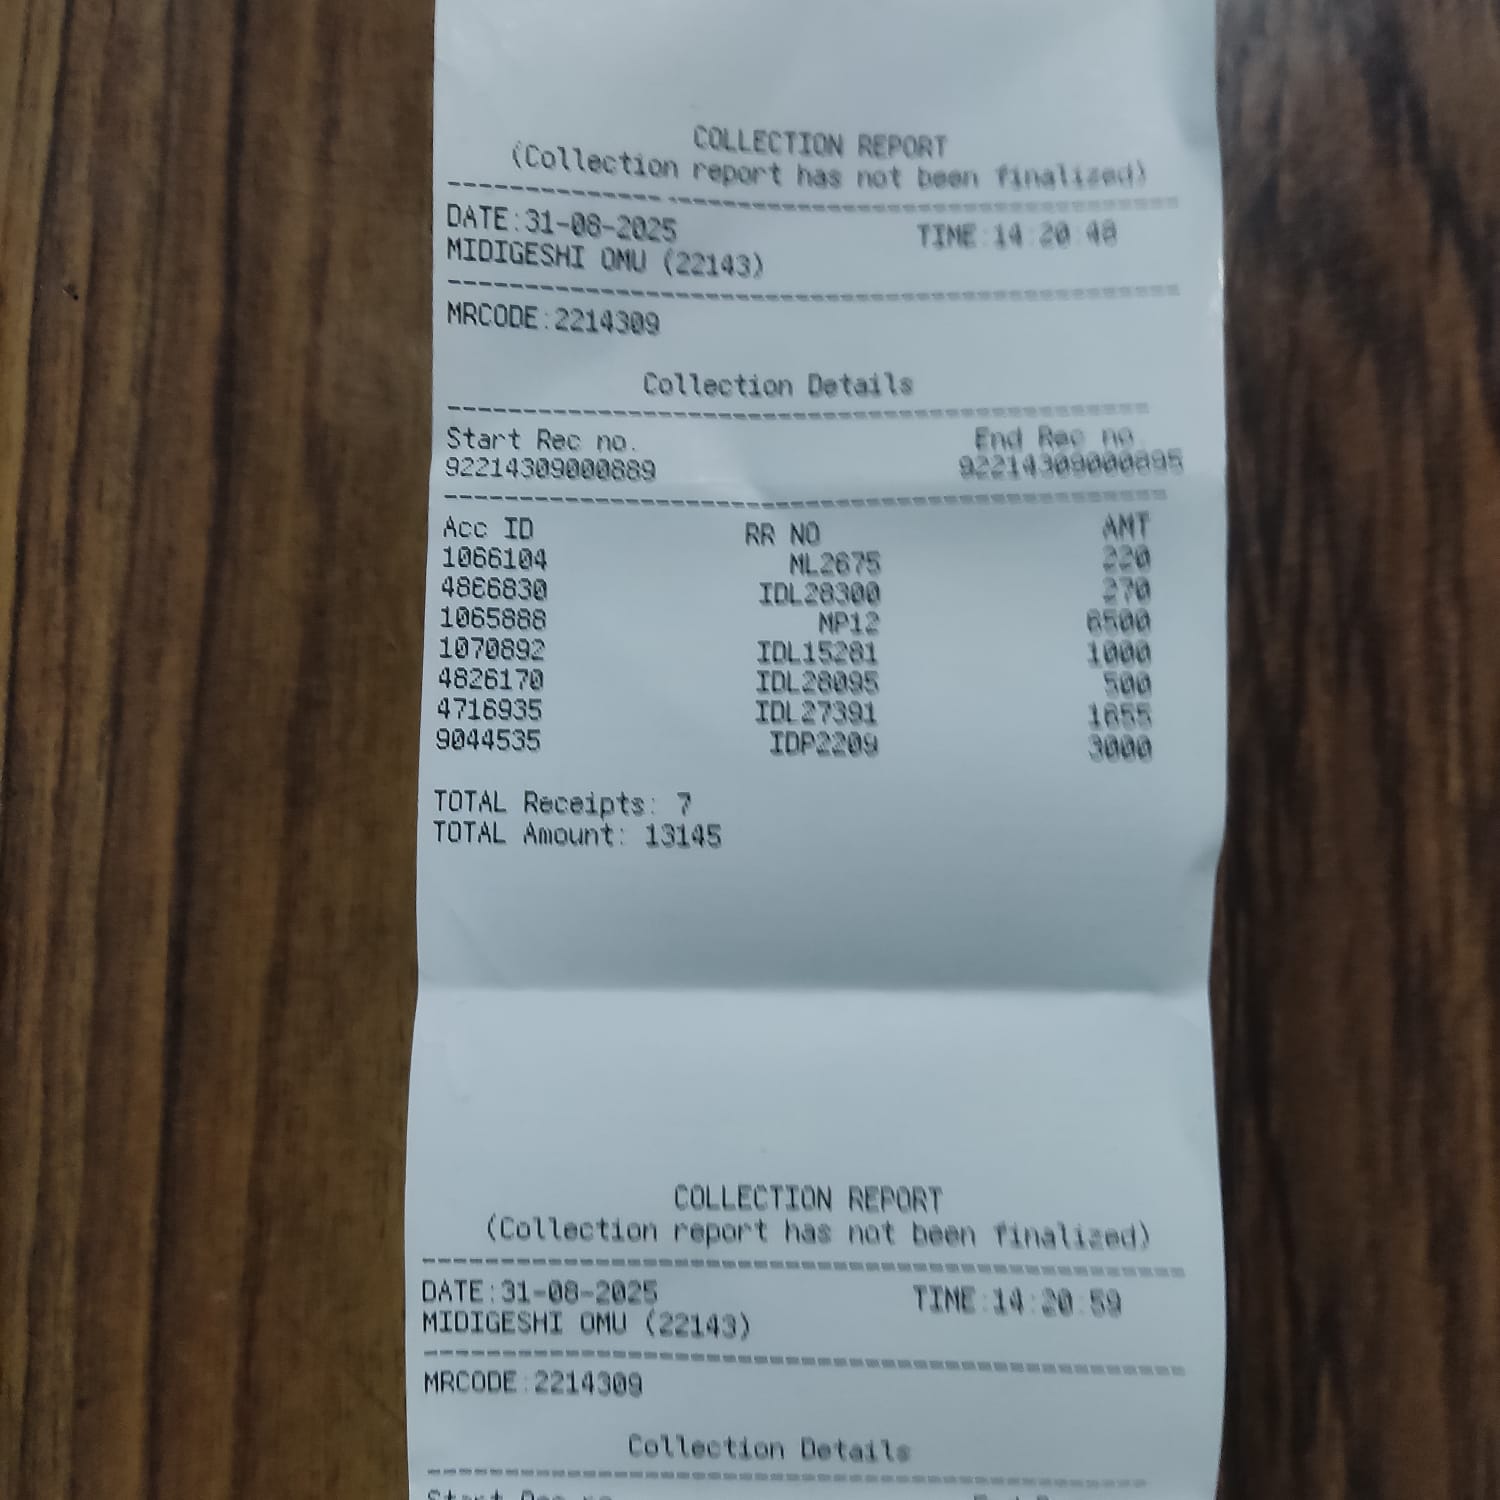 COLLECTION REPORT
(Collection report has not been finalized)
DATE:31-08-2025 TIME:14:20:48
MIDIGESHI OMU (22143)
MRCODE:2214309
Collection Details
Start Rec no. End Rec no.
92214309000889 92214309000895
Acc ID RR NO AMT
1066104 ML2675 220
4866830 IDL28300 270
1065888 MP12 6500
1070892 IDL15281 1000
4826170 IDL28095 500
4716935 IDL27391 1655
9044535 IDP2209 3000
TOTAL Receipts: 7
TOTAL Amount: 13145
COLLECTION REPORT
(Collection report has not been finalized)
DATE:31-08-2025 TIME:14:20:59
MIDIGESHI OMU (22143)
MRCODE:2214309
Collection Details